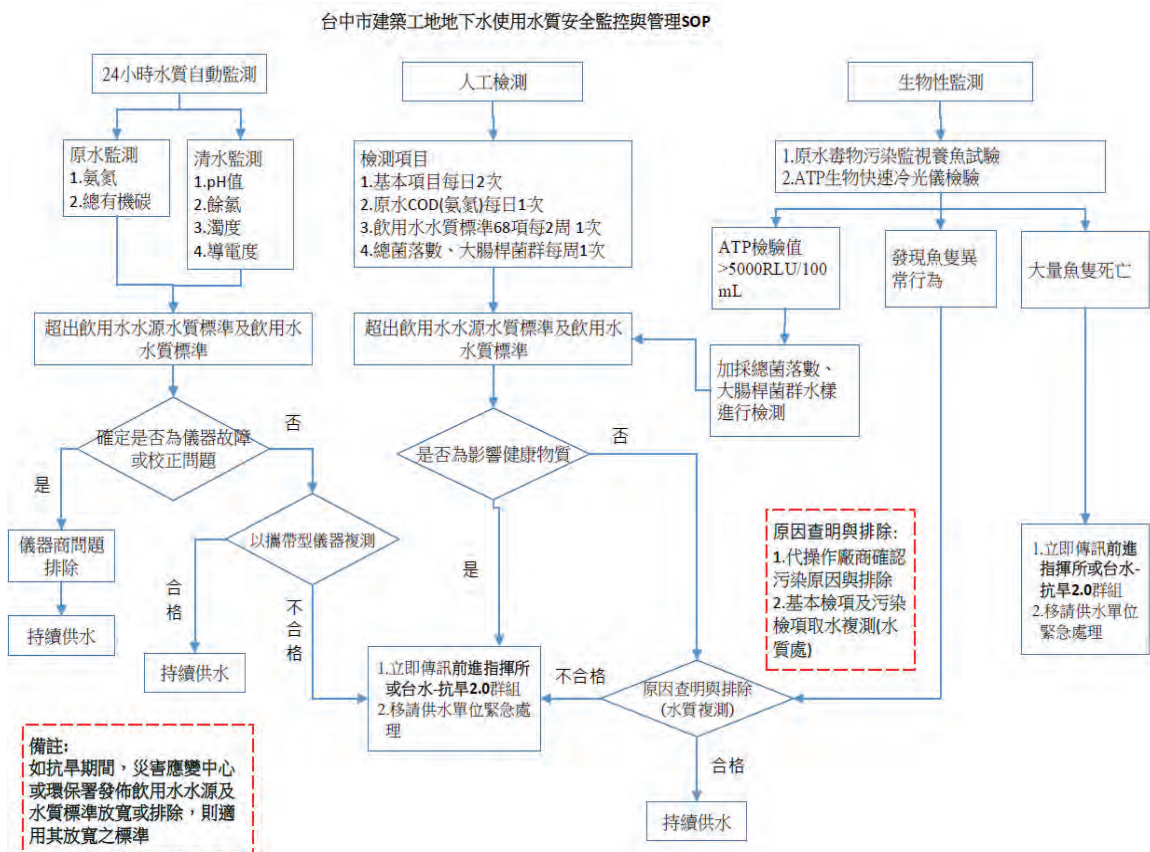 台中市建築工地地下水使用水質安全監控與管理SOP
24小時水質自動監測
原水監測
1.氨氮
2.總有機碳
清水監測
1.pH值
2.餘氯
3.濁度
4.導電度
超出飲用水水源水質標準及飲用水
水質標準
確定是否為儀器故障
或校正問題
是
否
儀器商問題
排除
持續供水
以攜帶型儀器複測
合
格
不
合
格
持續供水
人工檢測
檢測項目
1.基本項目每日2次
2.原水COD(氨氮)每日1次
3.飲用水水質標準68項每2周 1次
4.總菌落數、大腸桿菌群每周1次
超出飲用水水源水質標準及飲用水
水質標準
是否為影響健康物質
是
否
1.立即傳訊前進指揮所
或台水-抗旱2.0群組
2.移請供水單位緊急處
理
不合格
原因查明與排除
(水質複測)
合格
持續供水
生物性監測
1.原水毒物污染監視養魚試驗
2.ATP生物快速冷光儀檢驗
ATP檢驗值
>5000RLU/100
mL
發現魚隻異
常行為
大量魚隻死亡
加採總菌落數、
大腸桿菌群水樣
進行檢測
原因查明與排除:
1.代操作廠商確認
污染原因與排除
2.基本檢項及污染
檢項取水複測(水
質處)
1.立即傳訊前進
指揮所或台水-
抗旱2.0群組
2.移請供水單位
緊急處理
備註:
如抗旱期間，災害應變中心
或環保署發佈飲用水水源及
水質標準放寬或排除，則適
用其放寬之標準